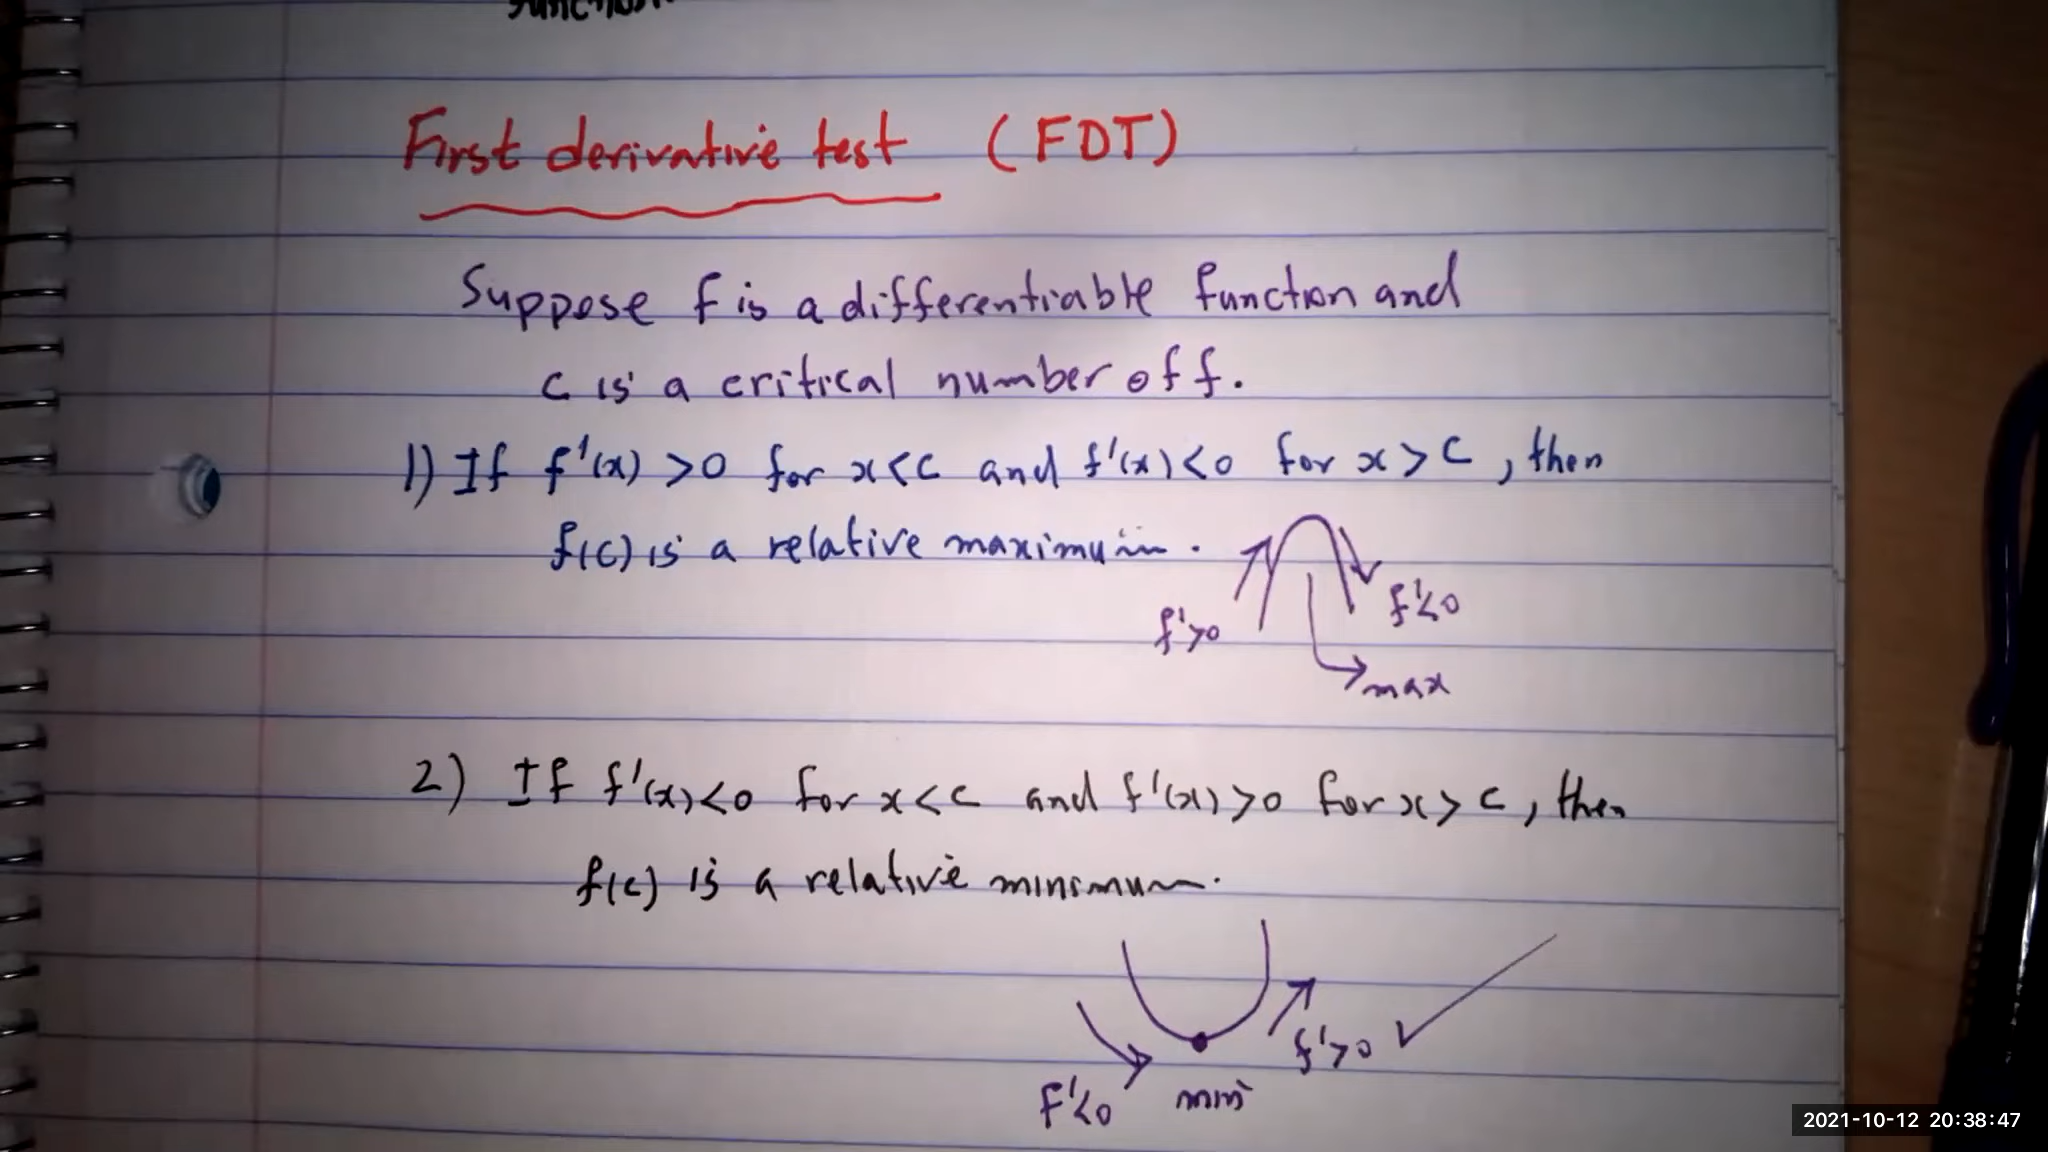 function
First derivative test (FDT)
Suppose f is a differentiable function and
c is a critical number of f.
1) If f'(x) >0 for x<c and f'(x)<0 for x>c, then
f(c) is a relative maximum.
f'>0
f'<0
max
2) If f'(x)<0 for x<c and f'(x)>0 for x>c, then
f(c) is a relative minimum.
f'>0
f'<0
min
2021-10-12 20:38:47